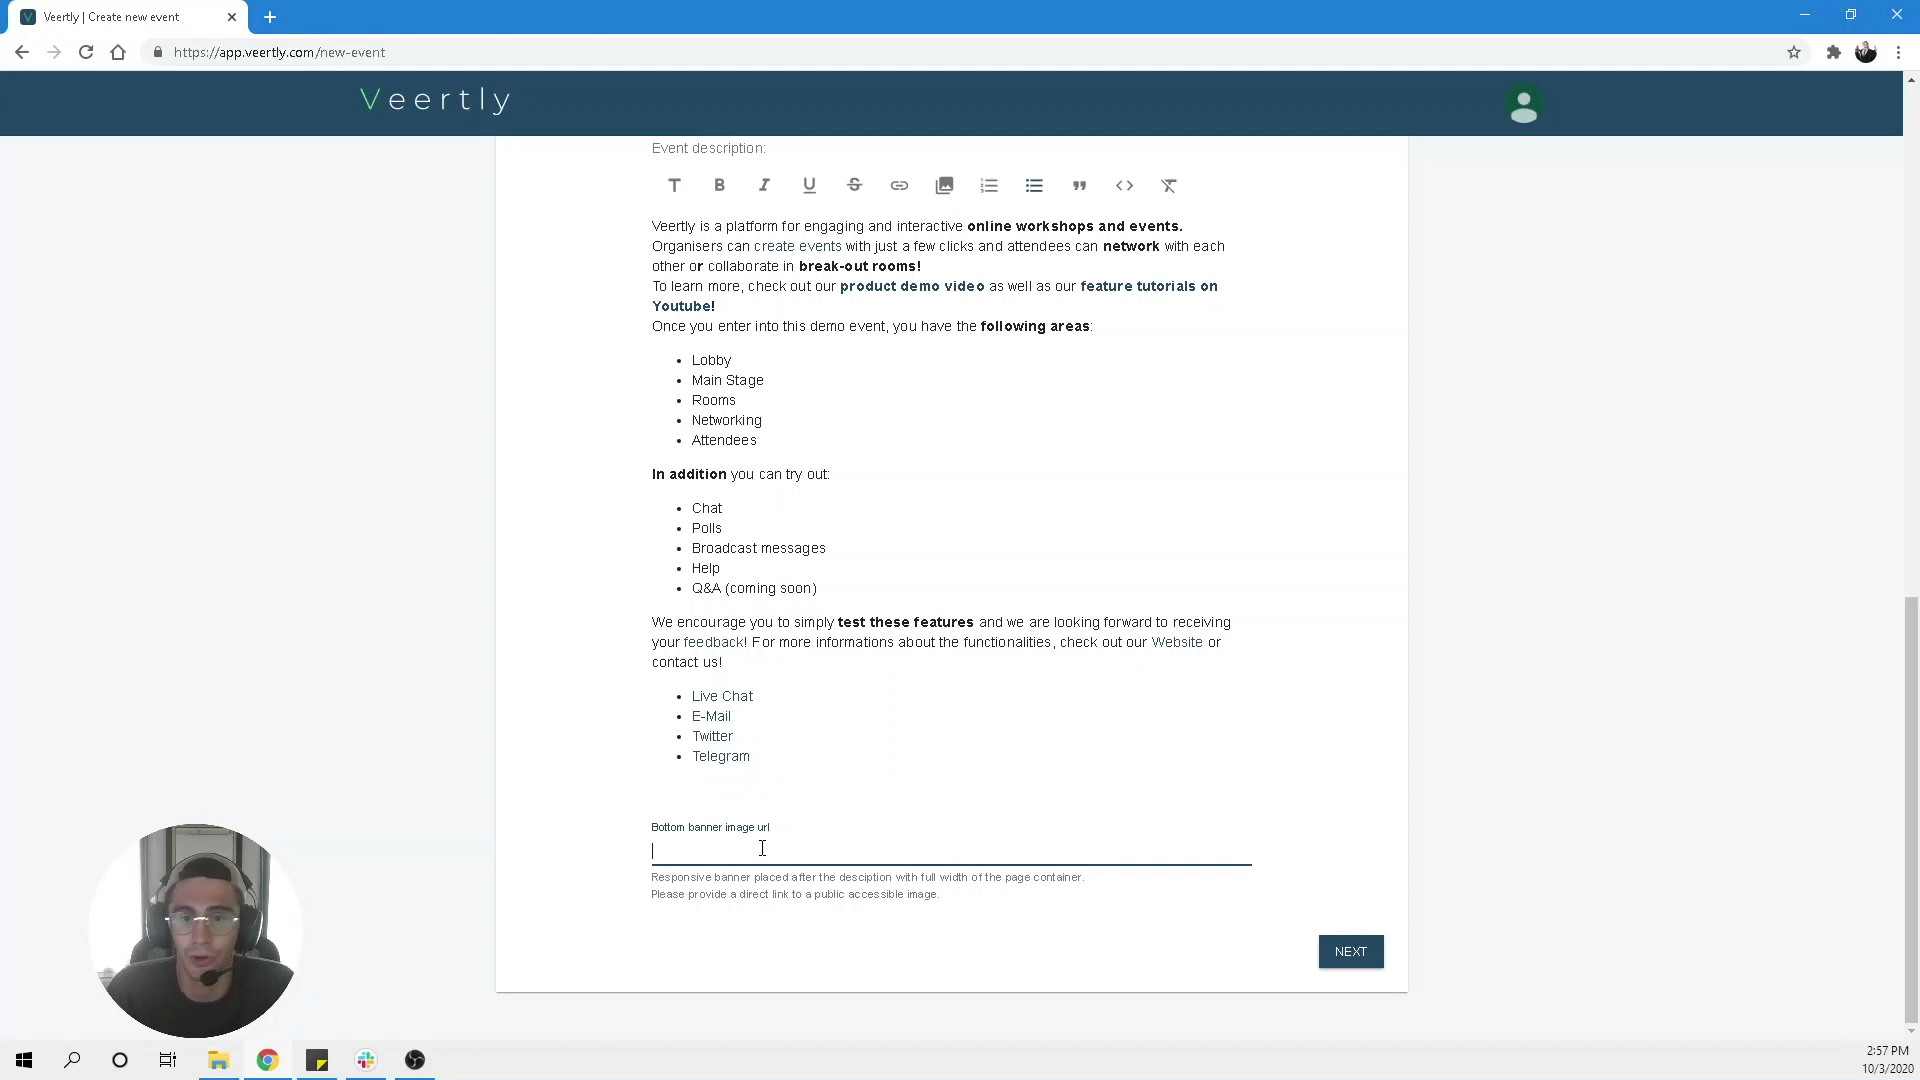 Veertly | Create new event
https://app.veertly.com/new-event
Veertly
Event description:
Veertly is a platform for engaging and interactive online workshops and events.
Organisers can create events with just a few clicks and attendees can network with each
other or collaborate in break-out rooms!
To learn more, check out our product demo video as well as our feature tutorials on
Youtube!
Once you enter into this demo event, you have the following areas:
Lobby
Main Stage
Rooms
Networking
Attendees
In addition you can try out:
Chat
Polls
Broadcast messages
Help
Q&A (coming soon)
We encourage you to simply test these features and we are looking forward to receiving
your feedback! For more informations about the functionalities, check out our Website or
contact us!
Live Chat
E-Mail
Twitter
Telegram
Bottom banner image url
Responsive banner placed after the desciption with full width of the page container.
Please provide a direct link to a public accessible image.
NEXT
2:57 PM
10/3/2020